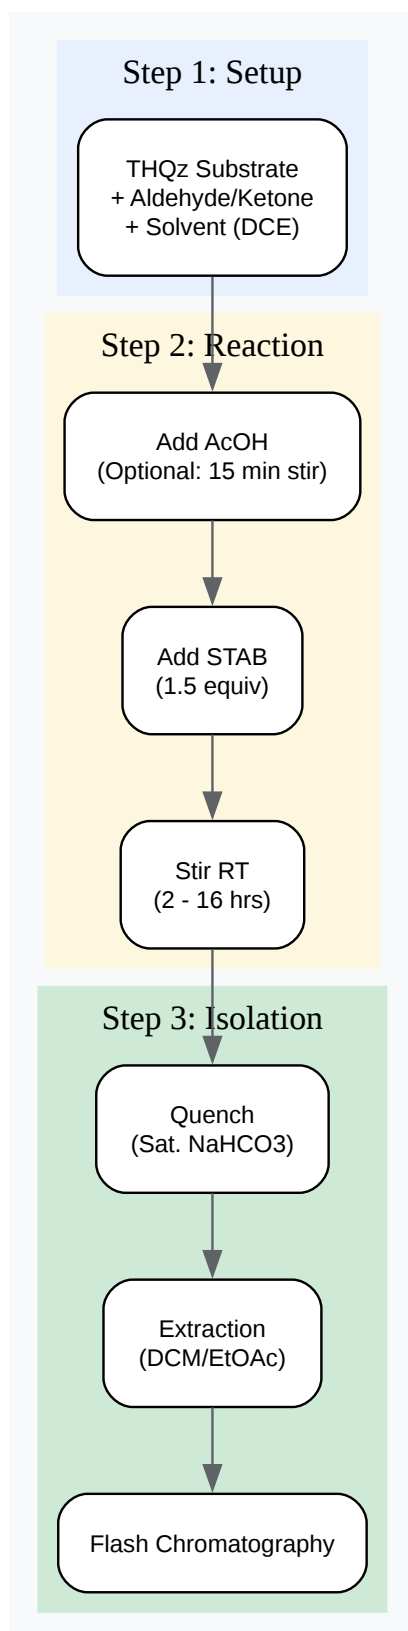 Step 1: Setup
THQz Substrate
+ Aldehyde/Ketone
+ Solvent (DCE)
Step 2: Reaction
Add AcOH
(Optional: 15 min stir)
Add STAB
(1.5 equiv)
Stir RT
(2 - 16 hrs)
Step 3: Isolation
Quench
(Sat. NaHCO3)
Extraction
(DCM/EtOAc)
Flash Chromatography